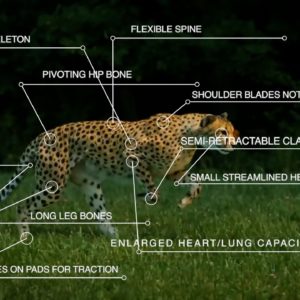 FLEXIBLE SPINE
LETON
PIVOTING HIP BONE
SHOULDER BLADES NOT
SEMI-RETRACTABLE CLA
SMALL STREAMLINED HE
LONG LEG BONES
ENLARGED HEART/LUNG CAPACI
ES ON PADS FOR TRACTION